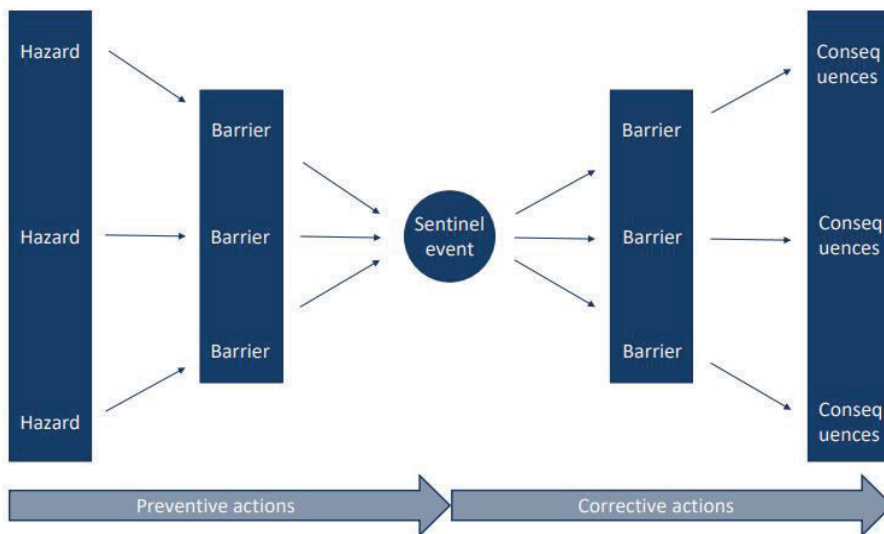 Hazard
Hazard
Hazard
Barrier
Barrier
Barrier
Sentinel
event
Barrier
Barrier
Barrier
Conseq
uences
Conseq
uences
Conseq
uences
Preventive actions
Corrective actions